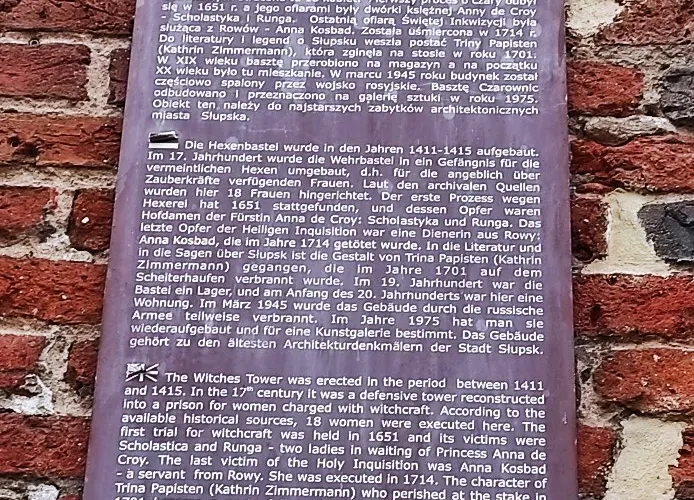 się w 1651 r. a jego ofiarami były dwórki księżnej Anny de Croy
- Scholastyka i Runga. Ostatnią ofiarą Świętej Inkwizycji była
służąca z Rowów - Anna Kosbad. Została uśmiercona w 1714 r.
Do literatury i legend o Słupsku weszła postać Triny Papisten
(Kathrin Zimmermann), która zginęła na stosie w roku 1701.
W XIX wieku basztę przerobiono na magazyn a na początku
XX wieku było tu mieszkanie. W marcu 1945 roku budynek został
częściowo spalony przez wojsko rosyjskie. Basztę Czarownic
odbudowano i przeznaczono na galerię sztuki w roku 1975.
Obiekt ten należy do najstarszych zabytków architektonicznych
miasta Słupska.
Die Hexenbastei wurde in den Jahren 1411-1415 aufgebaut.
Im 17. Jahrhundert wurde die Wehrbastei in ein Gefängnis für die
vermeintlichen Hexen umgebaut, d.h. für die angeblich über
Zauberkräfte verfügenden Frauen. Laut den archivalen Quellen
wurden hier 18 Frauen hingerichtet. Der erste Prozess wegen
Hexerei hat 1651 stattgefunden, und dessen Opfer waren
Hofdamen der Fürstin Anna de Croy: Scholastyka und Runga. Das
letzte Opfer der Heiligen Inquisition war eine Dienerin aus Rowy:
Anna Kosbad, die im Jahre 1714 getötet wurde. In die Literatur und
in die Sagen über Słupsk ist die Gestalt von Trina Papisten (Kathrin
Zimmermann) gegangen, die im Jahre 1701 auf dem
Scheiterhaufen verbrannt wurde. Im 19. Jahrhundert war die
Bastei ein Lager, und am Anfang des 20. Jahrhunderts war hier eine
Wohnung. Im März 1945 wurde das Gebäude durch die russische
Armee teilweise verbrannt. Im Jahre 1975 hat man sie
wiederaufgebaut und für eine Kunstgalerie bestimmt. Das Gebäude
gehört zu den ältesten Architekturdenkmälern der Stadt Słupsk.
The Witches Tower was erected in the period between 1411
and 1415. In the 17th century it was a defensive tower reconstructed
into a prison for women charged with witchcraft. According to the
available historical sources, 18 women were executed here. The
first trial for witchcraft was held in 1651 and its victims were
Scholastica and Runga - two ladies in waiting of Princess Anna de
Croy. The last victim of the Holy Inquisition was Anna Kosbad
- a servant from Rowy. She was executed in 1714. The character of
Trina Papisten (Kathrin Zimmermann) who perished at the stake in